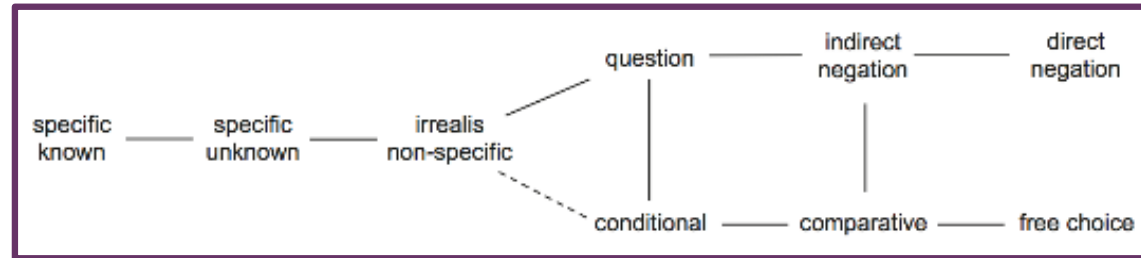 question
indirect
negation
direct
negation
specific
known
specific
unknown
irrealis
non-specific
conditional
comparative
free choice